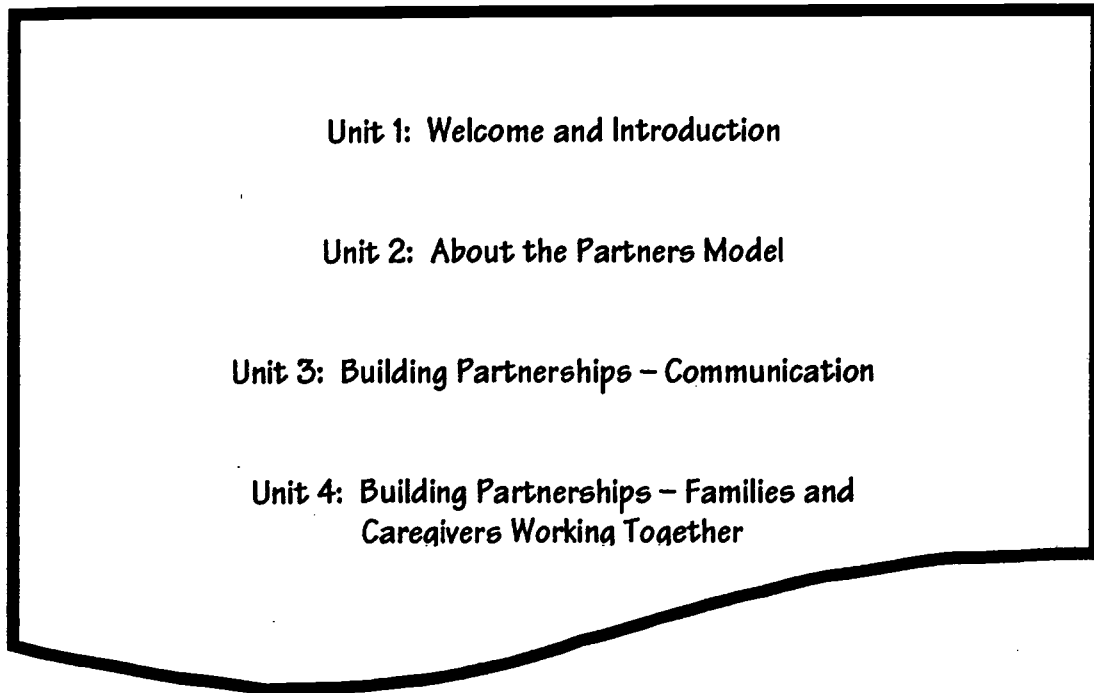 Unit 1: Welcome and Introduction
Unit 2: About the Partners Model
Unit 3: Building Partnerships – Communication
Unit 4: Building Partnerships – Families and
Caregivers Working Together